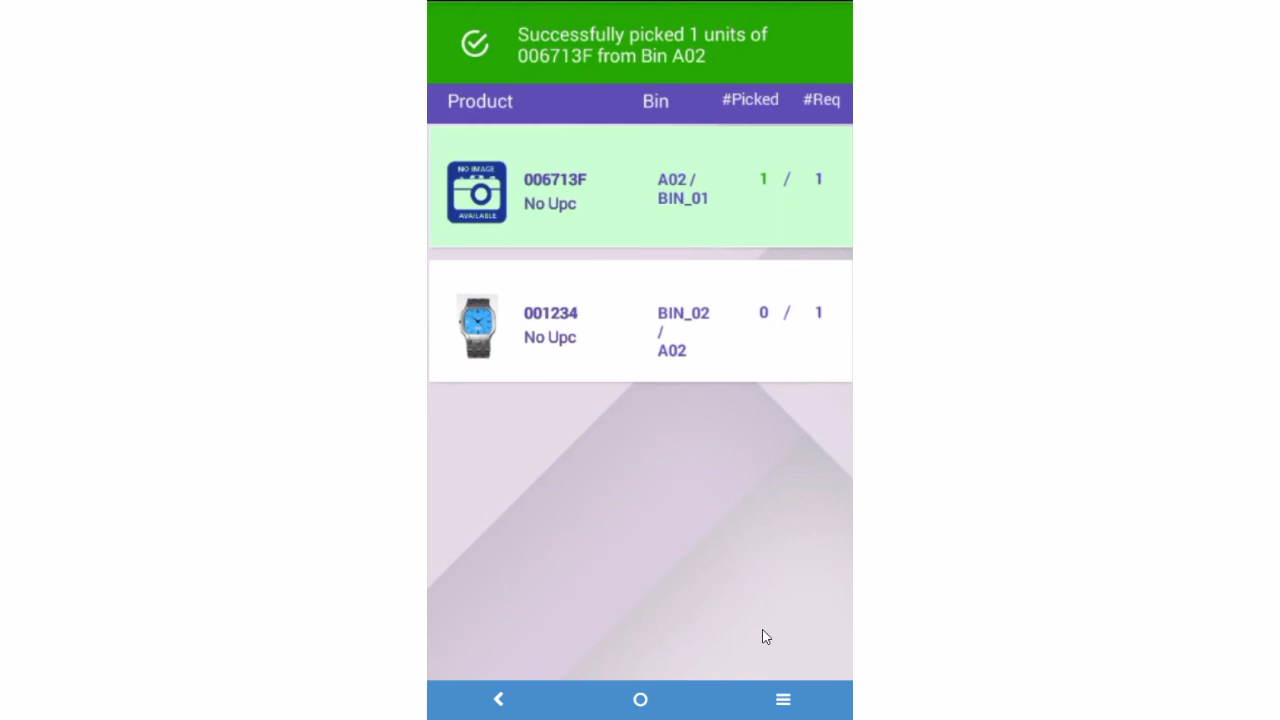 Successfully picked 1 units of
006713F from Bin A02
Product Bin #Picked #Req
NO IMAGE
AVAILABLE
006713F
No Upc
A02 /
BIN_01
1 / 1
001234
No Upc
BIN_02
/
A02
0 / 1